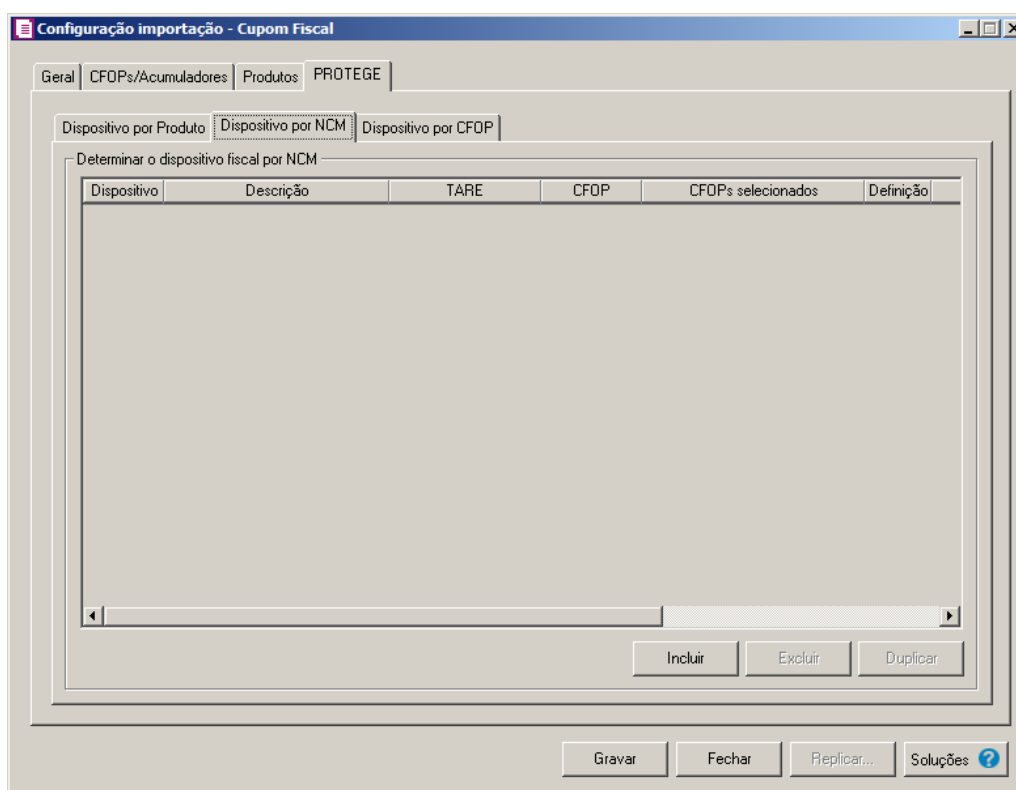 Configuração importação - Cupom Fiscal
Geral CFOPs/Acumuladores Produtos PROTEGE
Dispositivo por Produto Dispositivo por NCM Dispositivo por CFOP
Determinar o dispositivo fiscal por NCM
Dispositivo Descrição TARE CFOP CFOPs selecionados Definição
Incluir Excluir Duplicar
Gravar Fechar Replicar... Soluções ?